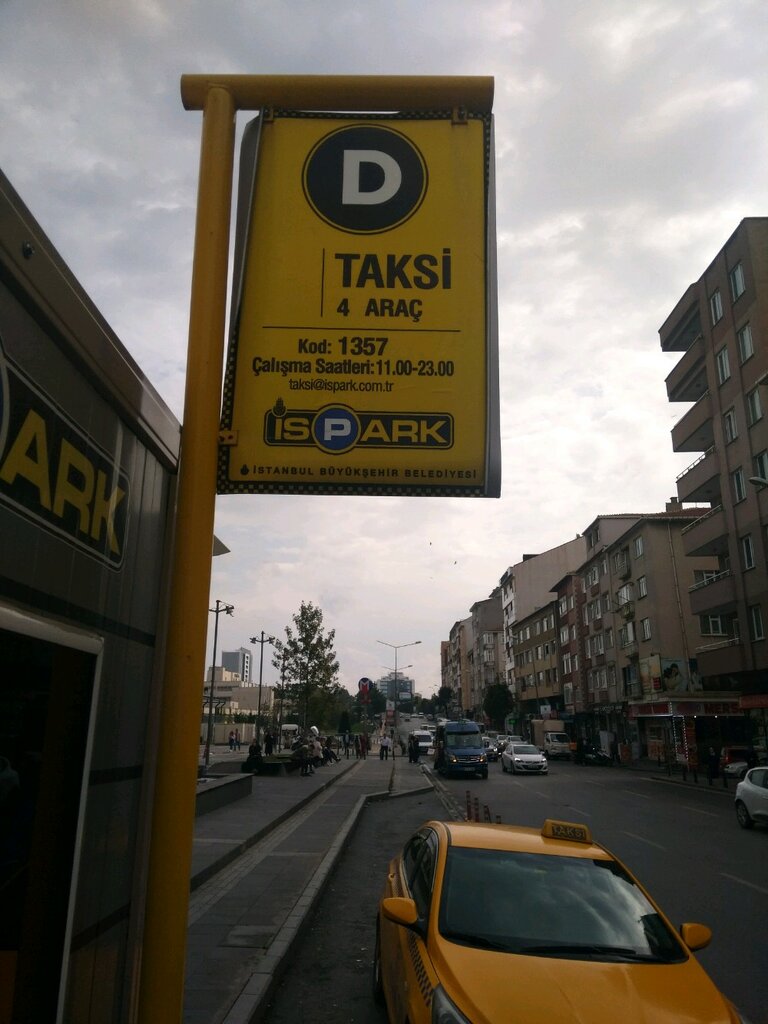 D
TAKSİ
4 ARAÇ
Kod: 1357
Çalışma Saatleri:11.00-23.00
taksi@ispark.com.tr
İSPARK
İSTANBUL BÜYÜKŞEHİR BELEDİYESİ
ARK
TAKSİ